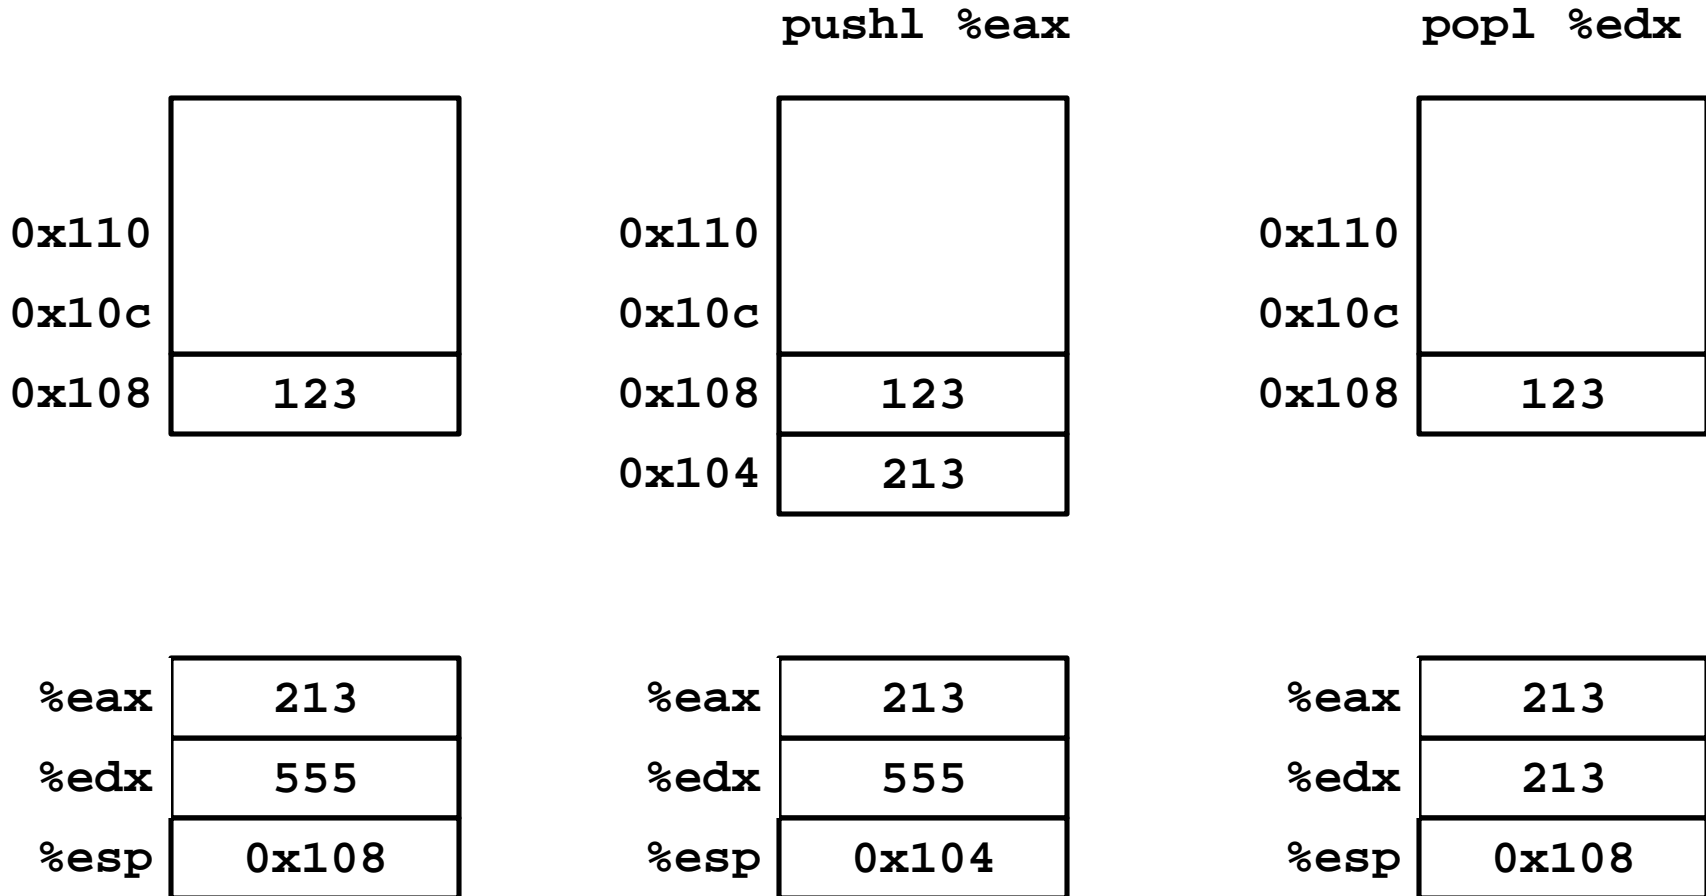 pushl %eax popl %edx
0x110 0x110 0x110
0x10c 0x10c 0x10c
0x108 123 0x108 123 0x108 123
0x104 213
%eax 213 %eax 213 %eax 213
%edx 555 %edx 555 %edx 213
%esp 0x108 %esp 0x104 %esp 0x108